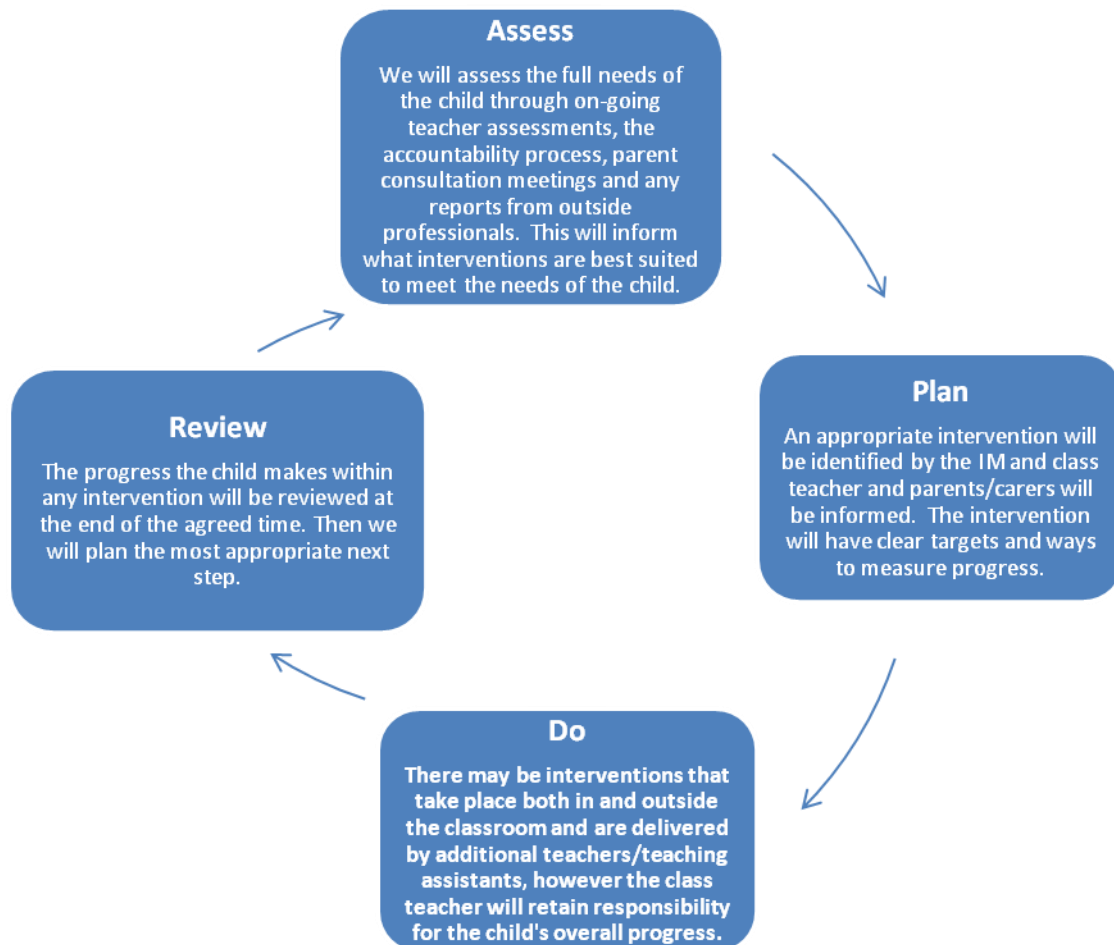 Assess
We will assess the full needs of
the child through on-going
teacher assessments, the
accountability process, parent
consultation meetings and any
reports from outside
professionals.  This will inform
what interventions are best suited
to meet the needs of the child.
Plan
An appropriate intervention will
be identified by the IM and class
teacher and parents/carers will
be informed.  The intervention
will have clear targets and ways
to measure progress.
Do
There may be interventions that
take place both in and outside
the classroom and are delivered
by additional teachers/teaching
assistants, however the class
teacher will retain responsibility
for the child's overall progress.
Review
The progress the child makes within
any intervention will be reviewed at
the end of the agreed time. Then we
will plan the most appropriate next
step.